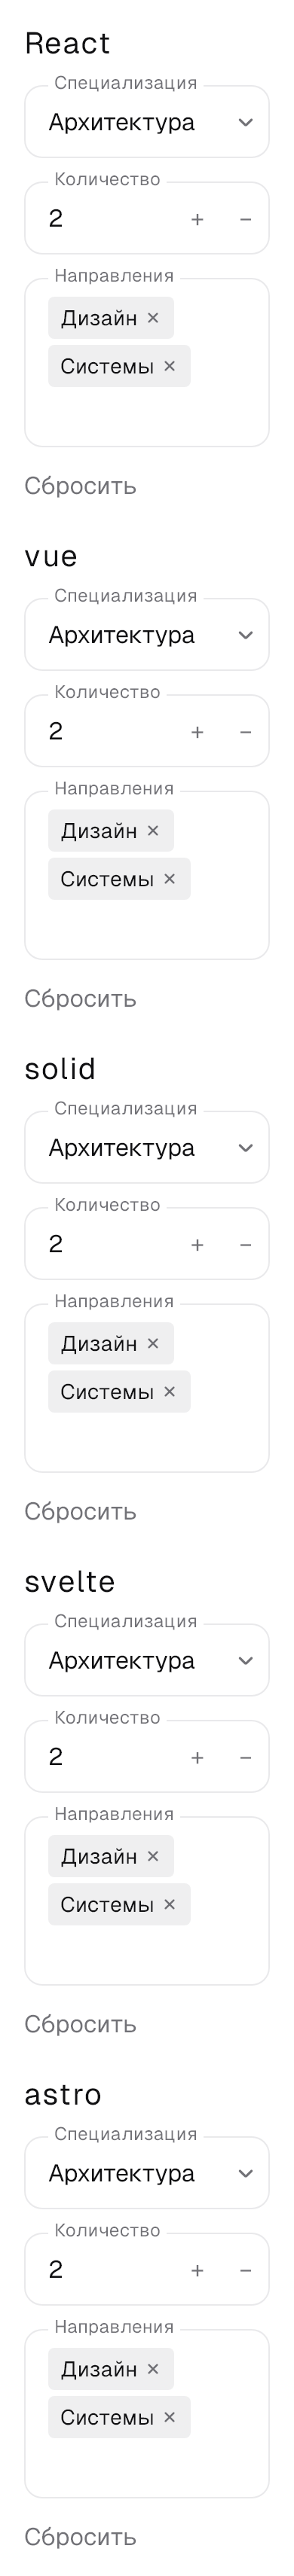 React
Специализация
Архитектура
Количество
2 + −
Направления
Дизайн ×
Системы ×
Сбросить
vue
Специализация
Архитектура
Количество
2 + −
Направления
Дизайн ×
Системы ×
Сбросить
solid
Специализация
Архитектура
Количество
2 + −
Направления
Дизайн ×
Системы ×
Сбросить
svelte
Специализация
Архитектура
Количество
2 + −
Направления
Дизайн ×
Системы ×
Сбросить
astro
Специализация
Архитектура
Количество
2 + −
Направления
Дизайн ×
Системы ×
Сбросить